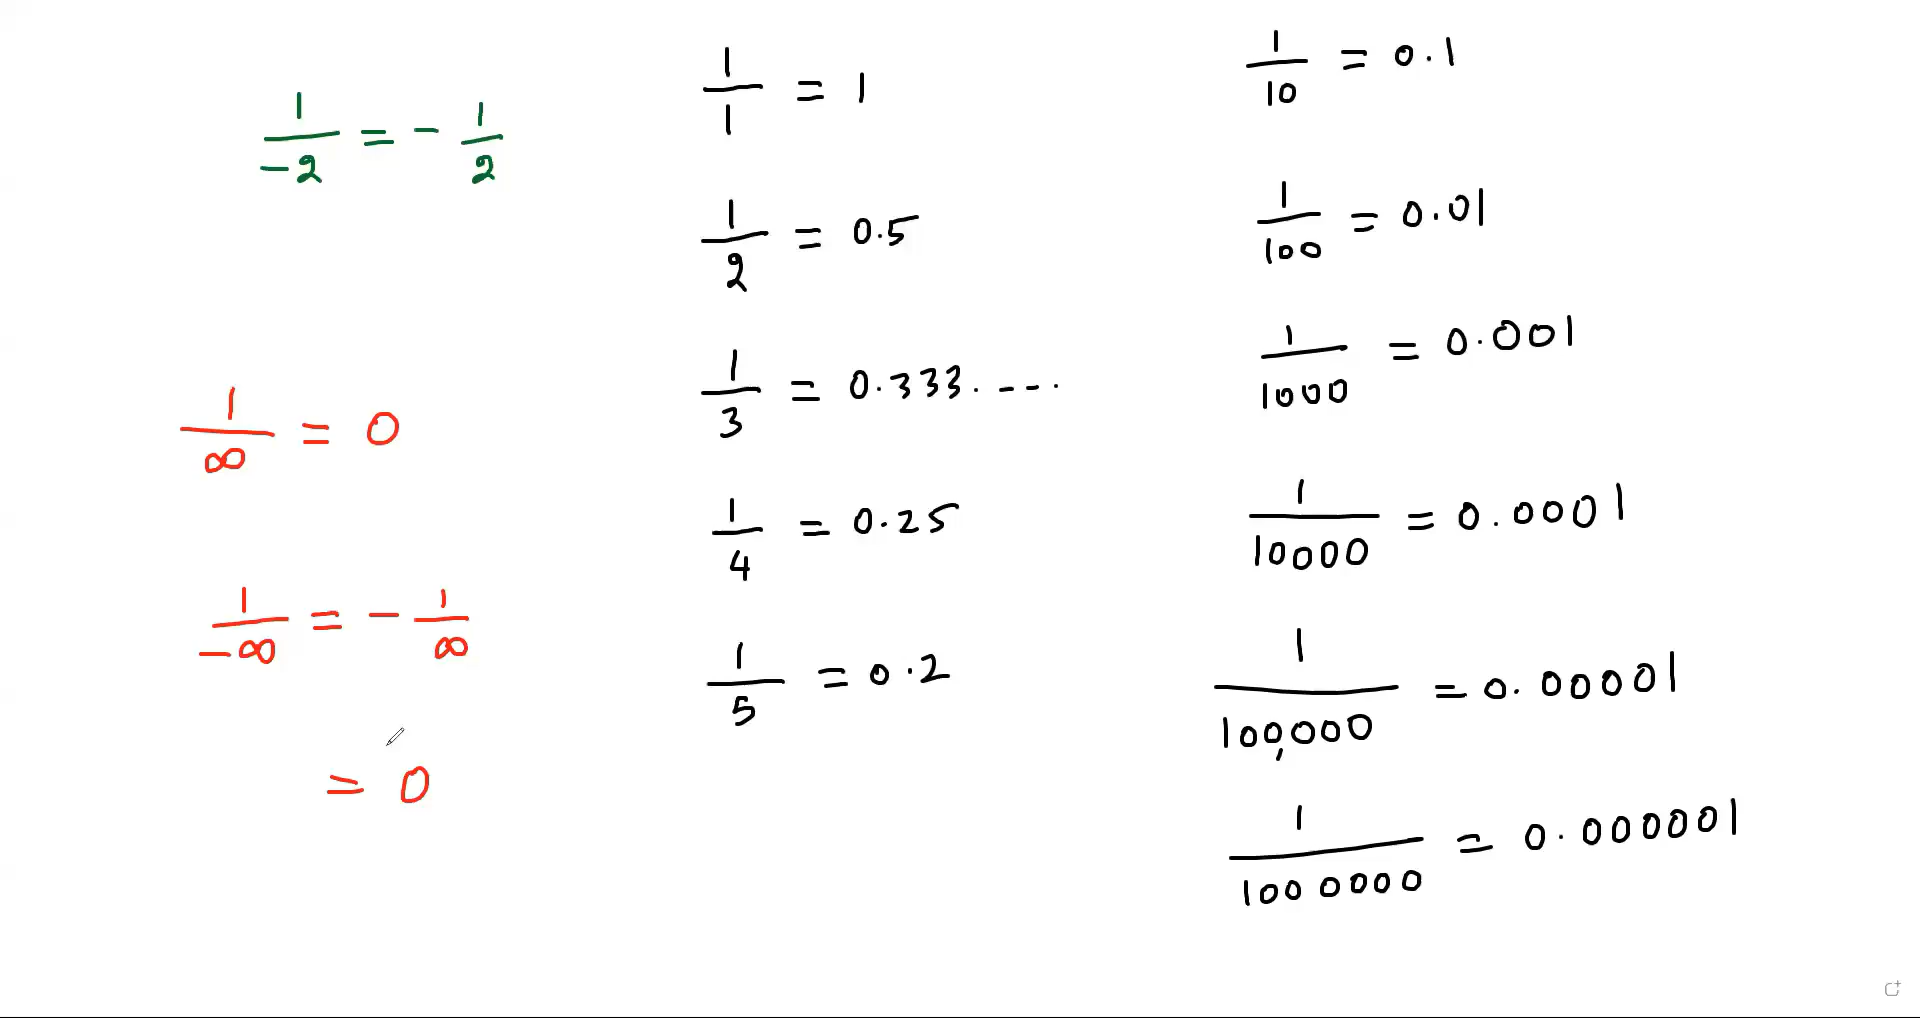 1/-2 = - 1/2
1/∞ = 0
1/-∞ = - 1/∞
= 0
1/1 = 1
1/2 = 0.5
1/3 = 0.333. ---.
1/4 = 0.25
1/5 = 0.2
1/10 = 0.1
1/100 = 0.01
1/1000 = 0.001
1/10000 = 0.0001
1/100,000 = 0.00001
1/1000000 = 0.000001